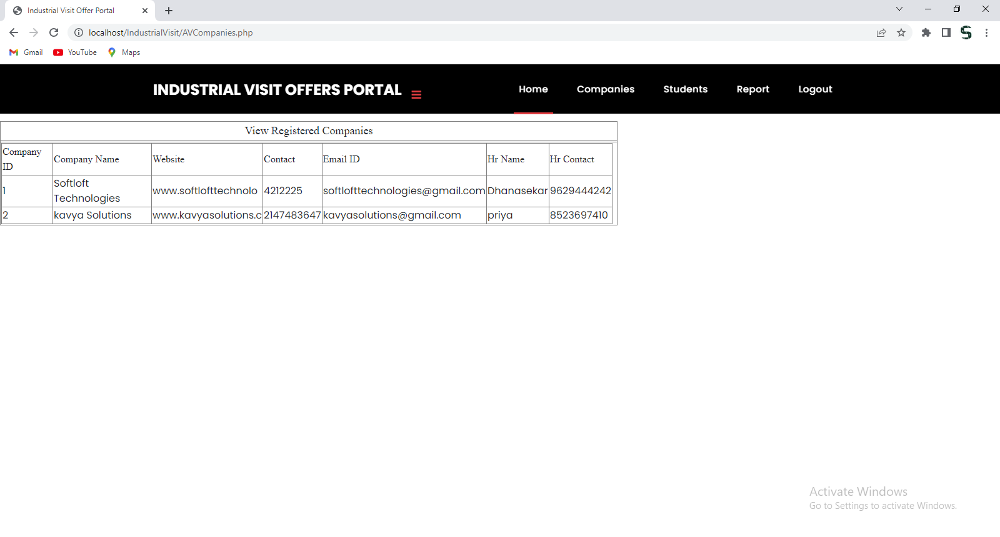 Industrial Visit Offer Portal
localhost/IndustrialVisit/AVCompanies.php
Gmail YouTube Maps
INDUSTRIAL VISIT OFFERS PORTAL Home Companies Students Report Logout
View Registered Companies
Company ID Company Name Website Contact Email ID Hr Name Hr Contact
1 Softloft Technologies www.softlofttechnolo 4212225 softlofttechnologies@gmail.com Dhanasekar 9629444242
2 kavya Solutions www.kavyasolutions.c 2147483647 kavyasolutions@gmail.com priya 8523697410
Activate Windows
Go to Settings to activate Windows.